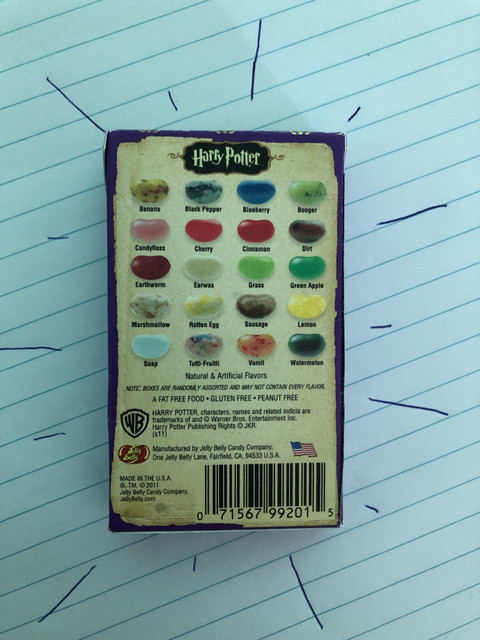 Harry Potter
Banana Black Pepper Blueberry Booger
Candyfloss Cherry Cinnamon Dirt
Earthworm Earwax Grass Green Apple
Marshmallow Rotten Egg Sausage Lemon
Soap Tutti-Fruitti Vomit Watermelon
Natural & Artificial Flavors
NOTE: BOXES ARE RANDOMLY ASSORTED AND MAY NOT CONTAIN EVERY FLAVOR.
A FAT FREE FOOD • GLUTEN FREE • PEANUT FREE
WB
HARRY POTTER, characters, names and related indicia are
trademarks of and © Warner Bros. Entertainment Inc.
Harry Potter Publishing Rights © JKR.
(s11)
Jelly Belly
Manufactured by Jelly Belly Candy Company,
One Jelly Belly Lane, Fairfield, CA, 94533 U.S.A.
MADE IN THE U.S.A.
®, TM, © 2011
Jelly Belly Candy Company,
JellyBelly.com
0 71567 99201 5